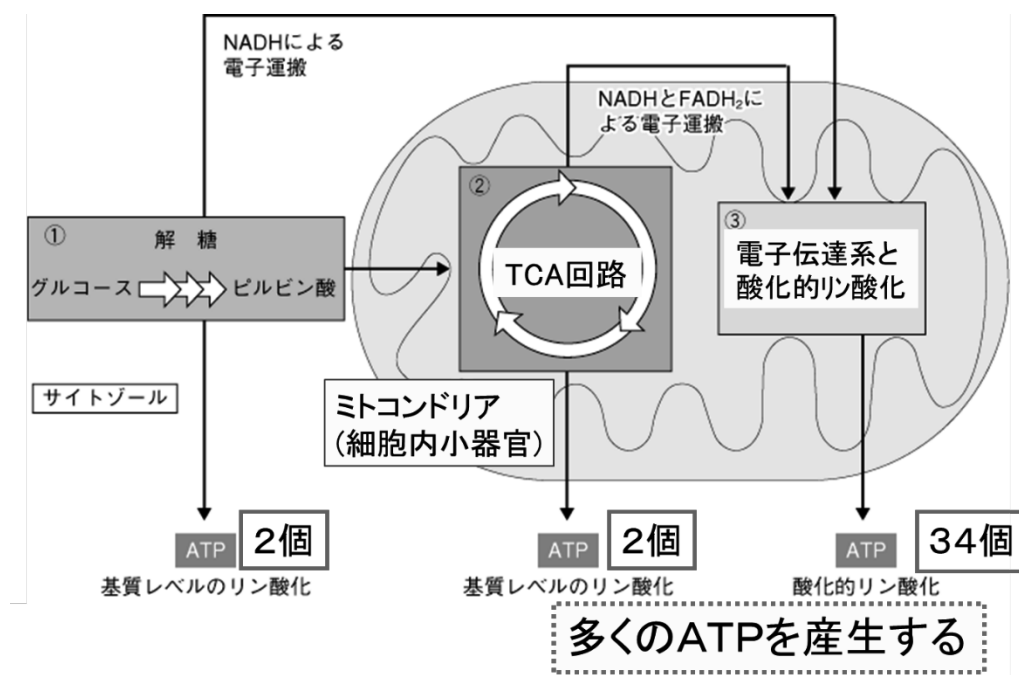 NADHによる
電子運搬
NADHとFADH₂に
よる電子運搬
①
解 糖
グルコース
ピルビン酸
②
TCA回路
③
電子伝達系と
酸化的リン酸化
サイトゾール
ミトコンドリア
(細胞内小器官)
ATP 2個
基質レベルのリン酸化
ATP 2個
基質レベルのリン酸化
ATP 34個
酸化的リン酸化
多くのATPを産生する